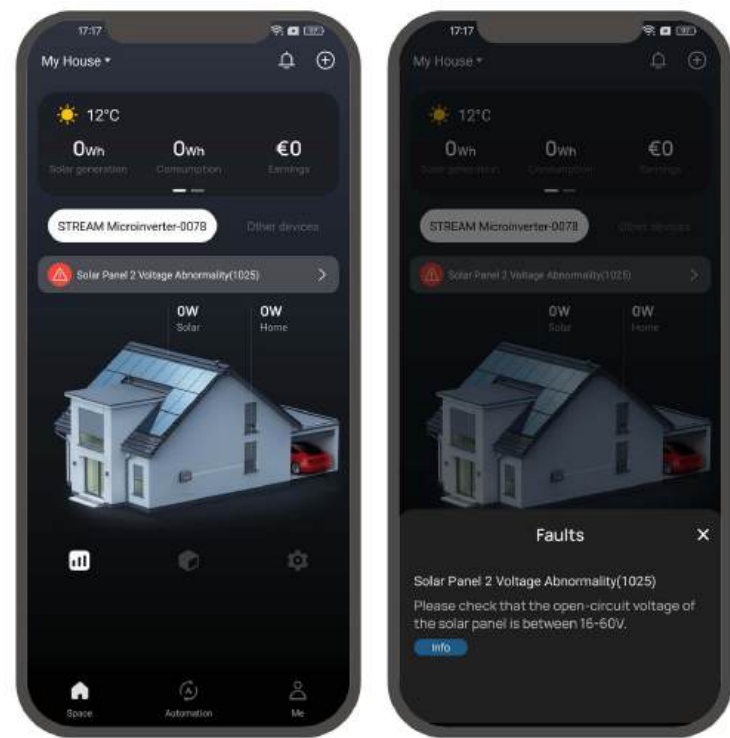 17:17
My House
12°C
0Wh 0Wh €0
Solar generation Consumption Earnings
STREAM Microinverter-0078 Other devices
Solar Panel 2 Voltage Abnormality(1025)
0W 0W
Solar Home
Space Automation Me
17:17
My House
12°C
0Wh 0Wh €0
Solar generation Consumption Earnings
STREAM Microinverter-0078 Other devices
Solar Panel 2 Voltage Abnormality(1025)
0W 0W
Solar Home
Faults
Solar Panel 2 Voltage Abnormality(1025)
Please check that the open-circuit voltage of
the solar panel is between 16-60V.
Info